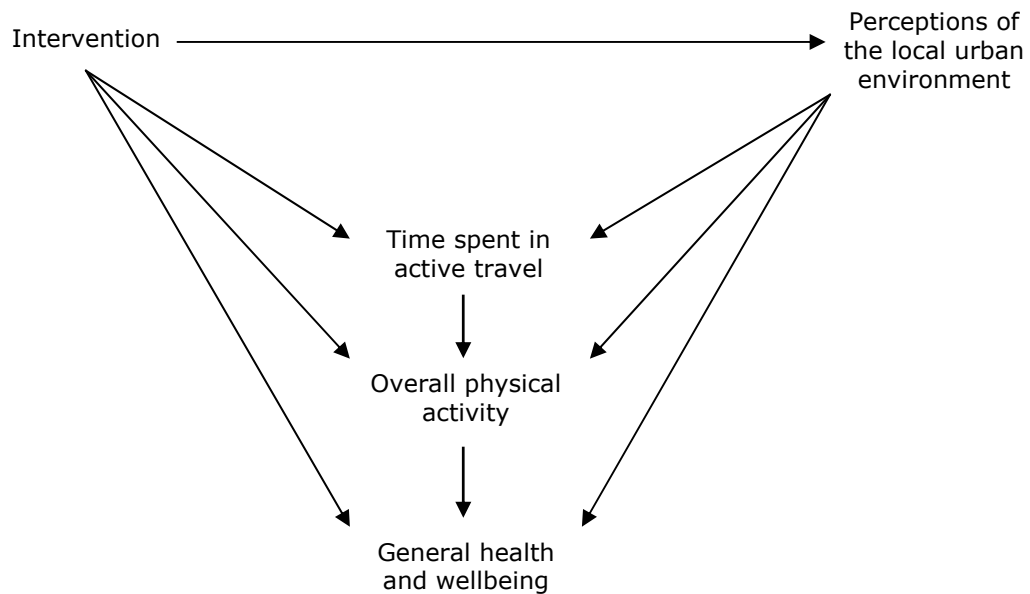 Intervention
Perceptions of
the local urban
environment
Time spent in
active travel
Overall physical
activity
General health
and wellbeing